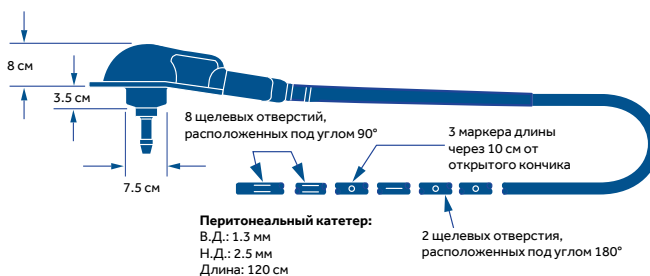 8 см
3.5 см
7.5 см
8 щелевых отверстий,
расположенных под углом 90°
3 маркера длины
через 10 см от
открытого кончика
Перитонеальный катетер:
В.Д.: 1.3 мм
Н.Д.: 2.5 мм
Длина: 120 см
2 щелевых отверстия,
расположенных под углом 180°